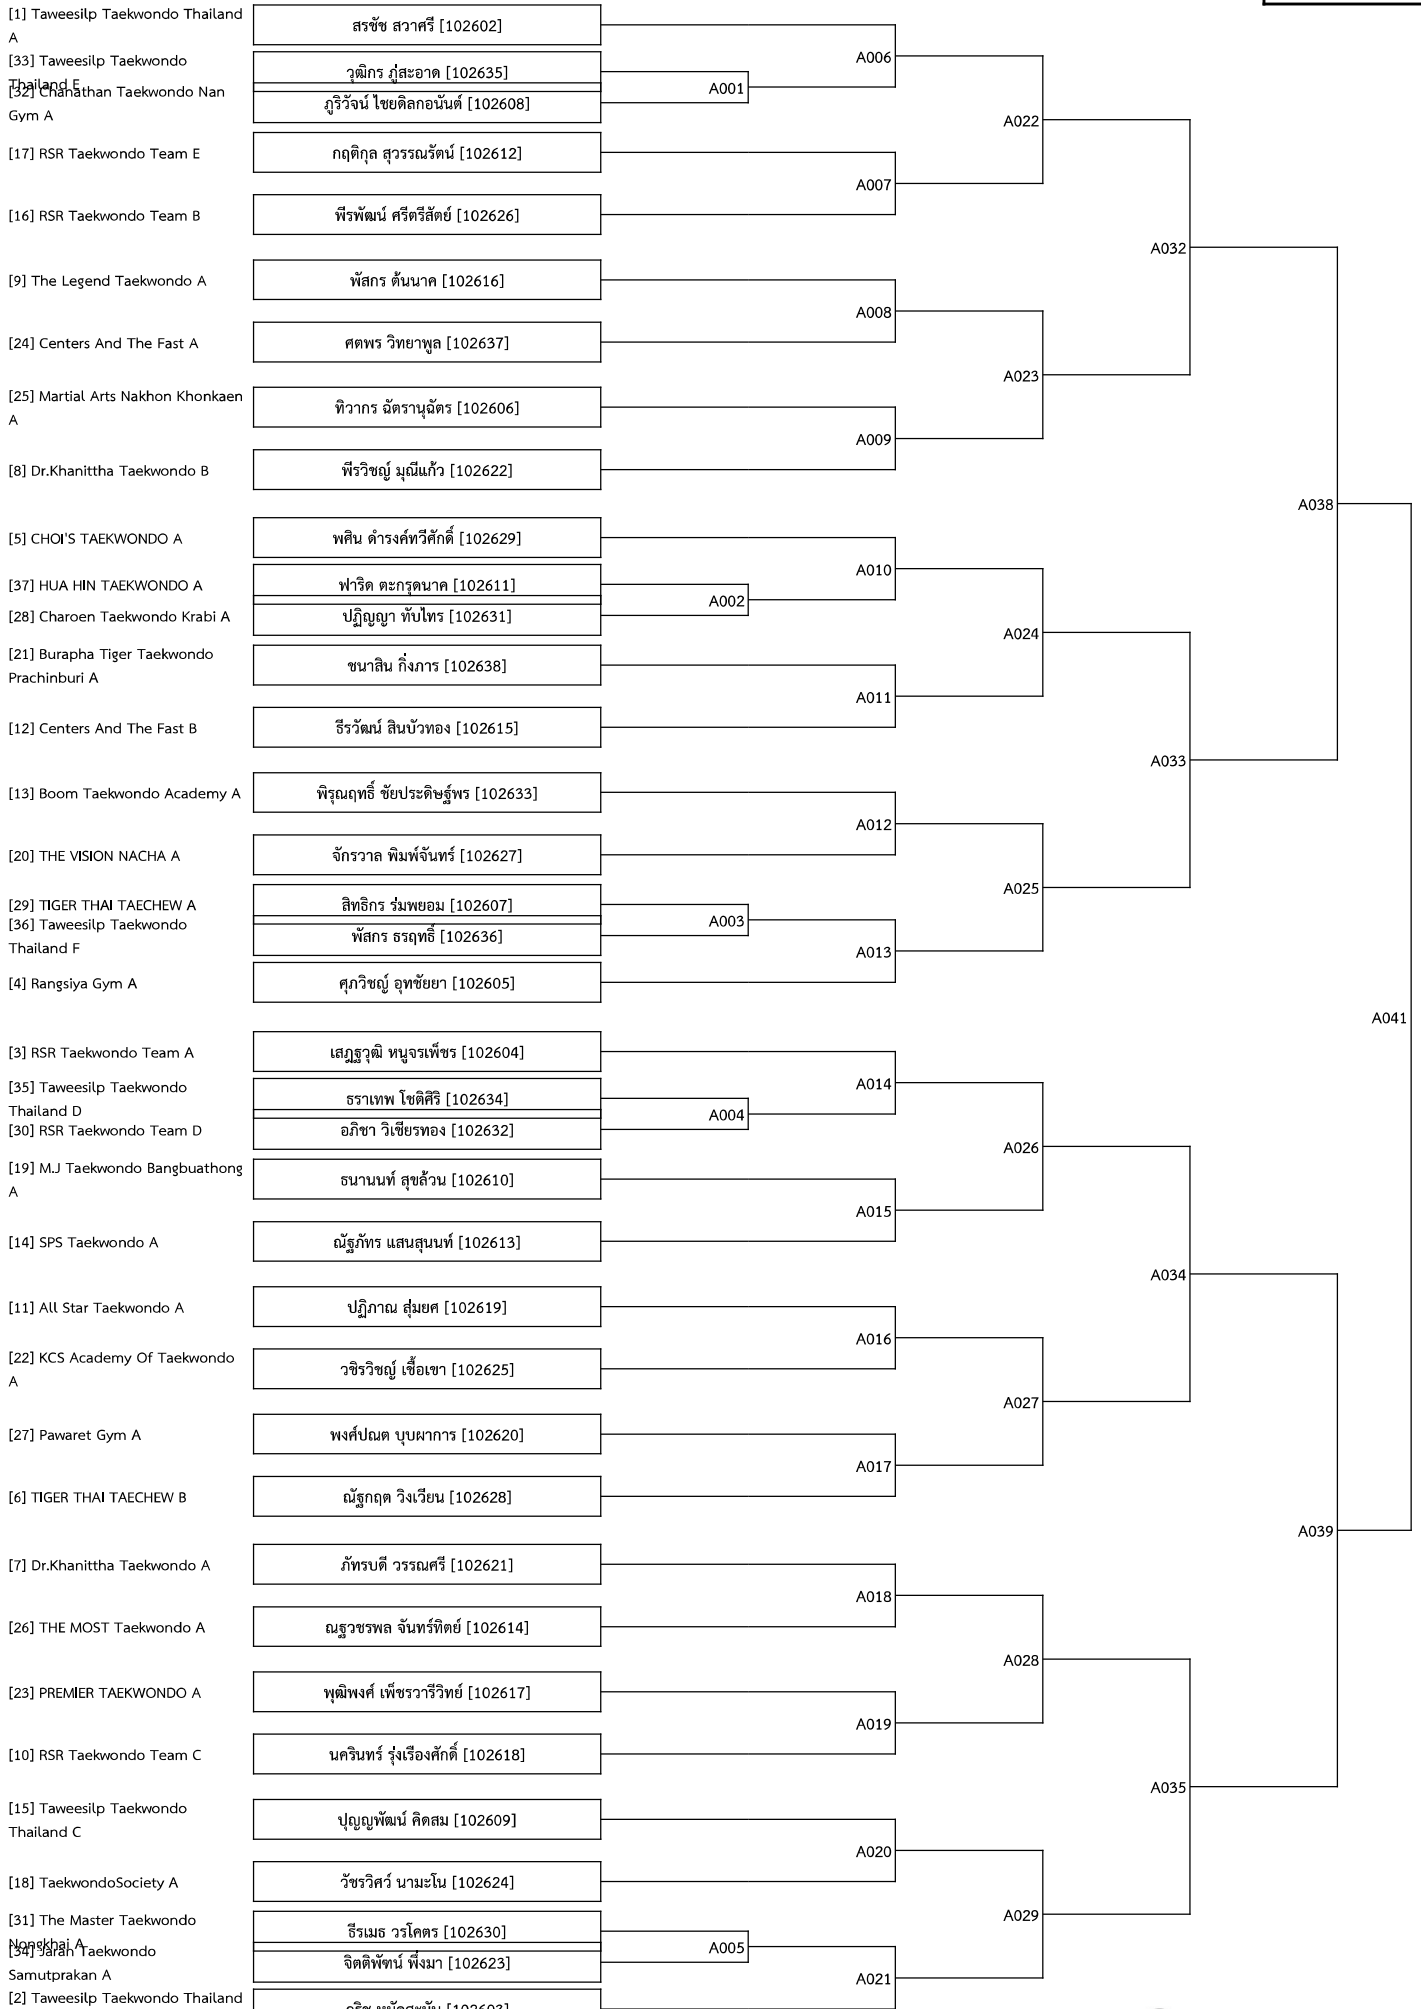 [1] Taweesilp Taekwondo Thailand
A
สรชัช สวาศรี [102602]
A006
[33] Taweesilp Taekwondo
Thailand E
วุฒิกร ภู่สะอาด [102635]
A001
[32] Chanathan Taekwondo Nan
Gym A
ภูริวัจน์ ไชยดิลกอนันต์ [102608]
A022
[17] RSR Taekwondo Team E
กฤติกุล สุวรรณรัตน์ [102612]
A007
[16] RSR Taekwondo Team B
พีรพัฒน์ ศรีตรีสัตย์ [102626]
A032
[9] The Legend Taekwondo A
พัสกร ต้นนาค [102616]
A008
[24] Centers And The Fast A
ศตพร วิทยาพูล [102637]
A023
[25] Martial Arts Nakhon Khonkaen
A
ทิวากร ฉัตรานุฉัตร [102606]
A009
[8] Dr.Khanittha Taekwondo B
พีรวิชญ์ มุณีแก้ว [102622]
A038
[5] CHOI'S TAEKWONDO A
พศิน ดำรงค์ทวีศักดิ์ [102629]
A010
[37] HUA HIN TAEKWONDO A
ฟาริด ตะกรุดนาค [102611]
A002
[28] Charoen Taekwondo Krabi A
ปฏิญญา ทับไทร [102631]
A024
[21] Burapha Tiger Taekwondo
Prachinburi A
ชนาสิน กิ่งภาร [102638]
A011
[12] Centers And The Fast B
ธีรวัฒน์ สินบัวทอง [102615]
A033
[13] Boom Taekwondo Academy A
พิรุณฤทธิ์ ชัยประดิษฐ์พร [102633]
A012
[20] THE VISION NACHA A
จักรวาล พิมพ์จันทร์ [102627]
A025
[29] TIGER THAI TAECHEW A
สิทธิกร ร่มพยอม [102607]
A003
[36] Taweesilp Taekwondo
Thailand F
พัสกร ธรฤทธิ์ [102636]
A013
[4] Rangsiya Gym A
ศุภวิชญ์ อุทชัยยา [102605]
A041
[3] RSR Taekwondo Team A
เสฏฐวุฒิ หนูจรเพ็ชร [102604]
A014
[35] Taweesilp Taekwondo
Thailand D
ธราเทพ โชติศิริ [102634]
A004
[30] RSR Taekwondo Team D
อภิชา วิเชียรทอง [102632]
A026
[19] M.J Taekwondo Bangbuathong
A
ธนานนท์ สุขล้วน [102610]
A015
[14] SPS Taekwondo A
ณัฐภัทร แสนสุนนท์ [102613]
A034
[11] All Star Taekwondo A
ปฏิภาณ สุ่มยศ [102619]
A016
[22] KCS Academy Of Taekwondo
A
วชิรวิชญ์ เชื้อเขา [102625]
A027
[27] Pawaret Gym A
พงศ์ปณต บุบผาการ [102620]
A017
[6] TIGER THAI TAECHEW B
ณัฐกฤต วิงเวียน [102628]
A039
[7] Dr.Khanittha Taekwondo A
ภัทรบดี วรรณศรี [102621]
A018
[26] THE MOST Taekwondo A
ณฐวชรพล จันทร์ทิตย์ [102614]
A028
[23] PREMIER TAEKWONDO A
พุฒิพงศ์ เพ็ชรวารีวิทย์ [102617]
A019
[10] RSR Taekwondo Team C
นครินทร์ รุ่งเรืองศักดิ์ [102618]
A035
[15] Taweesilp Taekwondo
Thailand C
ปุญญพัฒน์ คิดสม [102609]
A020
[18] TaekwondoSociety A
วัชรวิศว์ นามะโน [102624]
A029
[31] The Master Taekwondo
Nongkhai A
ธีรเมธ วรโคตร [102630]
A005
[34] Jaran Taekwondo
Samutprakan A
จิตติพัฑน์ พึ่งมา [102623]
A021
[2] Taweesilp Taekwondo Thailand
[102603]